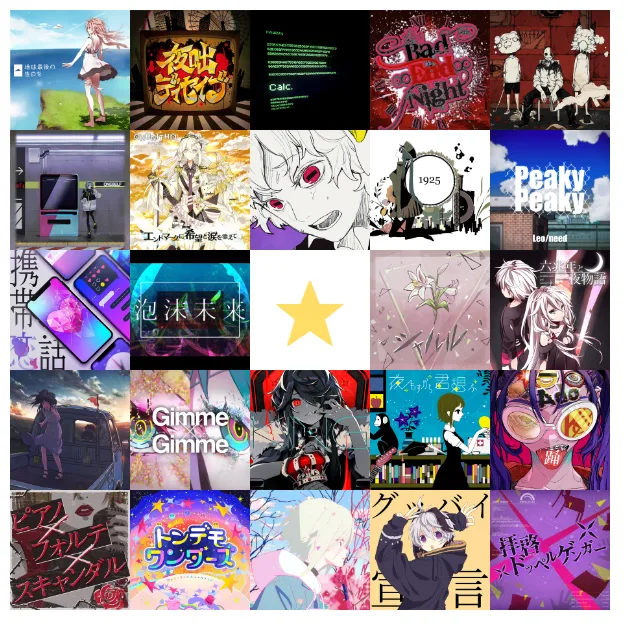 地球最後の
告白を
夜咄
ディセイブ
Calc.
Bad
End
Night
ONESELF
エンドマークに希望と涙を添えて
1925
Peaky
Peaky
Leo/need
携
帯
話
泡沫未来
シャルル
六兆年と
一夜物語
Gimme
Gimme
夜もすがら君想ふ
踊
ピアノ
×
フォルテ
×
スキャンダル
トンデモ
ワンダーズ
グッバイ
宣言
拝啓
ドッペルゲンガー